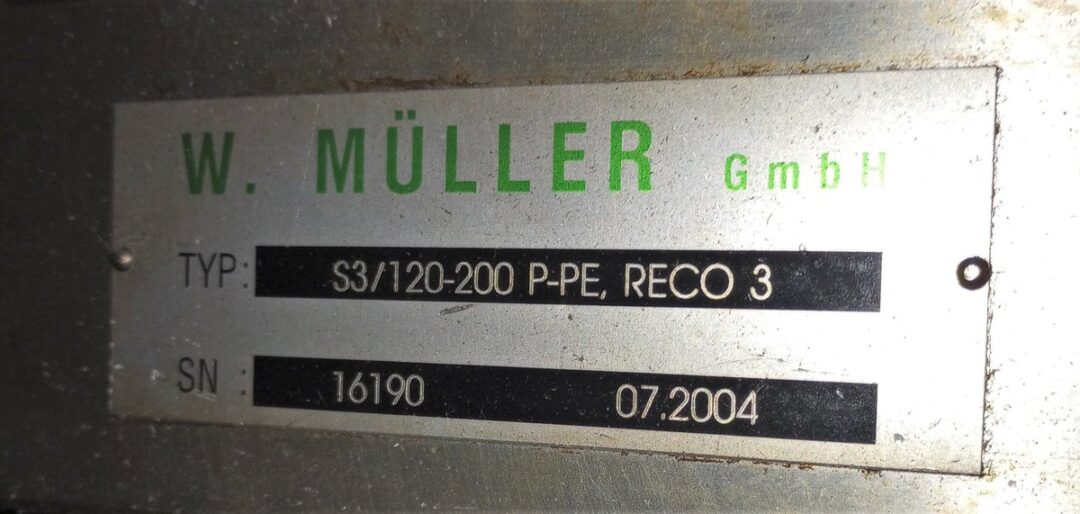 W. MÜLLER GmbH
TYP: S3/120-200 P-PE, RECO 3
SN : 16190 07.2004